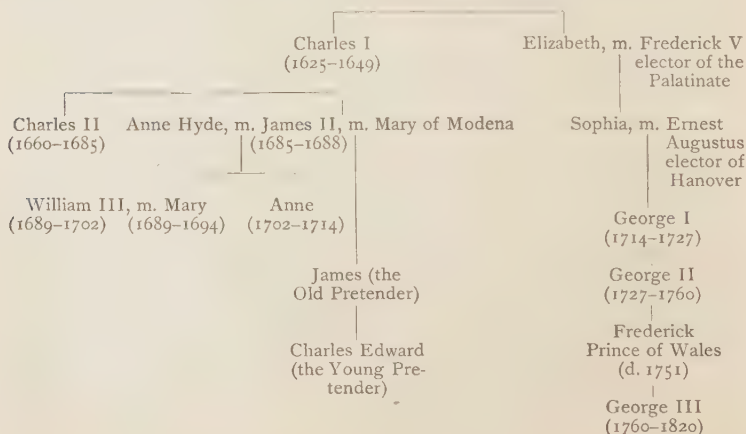 Charles I
(1625–1649)
Elizabeth, m. Frederick V
elector of the
Palatinate
Charles II
(1660–1685)
Anne Hyde, m. James II, m. Mary of Modena
(1685–1688)
Sophia, m. Ernest
Augustus
elector of
Hanover
William III, m. Mary
(1689–1702) (1689–1694)
Anne
(1702–1714)
George I
(1714–1727)
James (the
Old Pretender)
George II
(1727–1760)
Charles Edward
(the Young Pre-
tender)
Frederick
Prince of Wales
(d. 1751)
George III
(1760–1820)